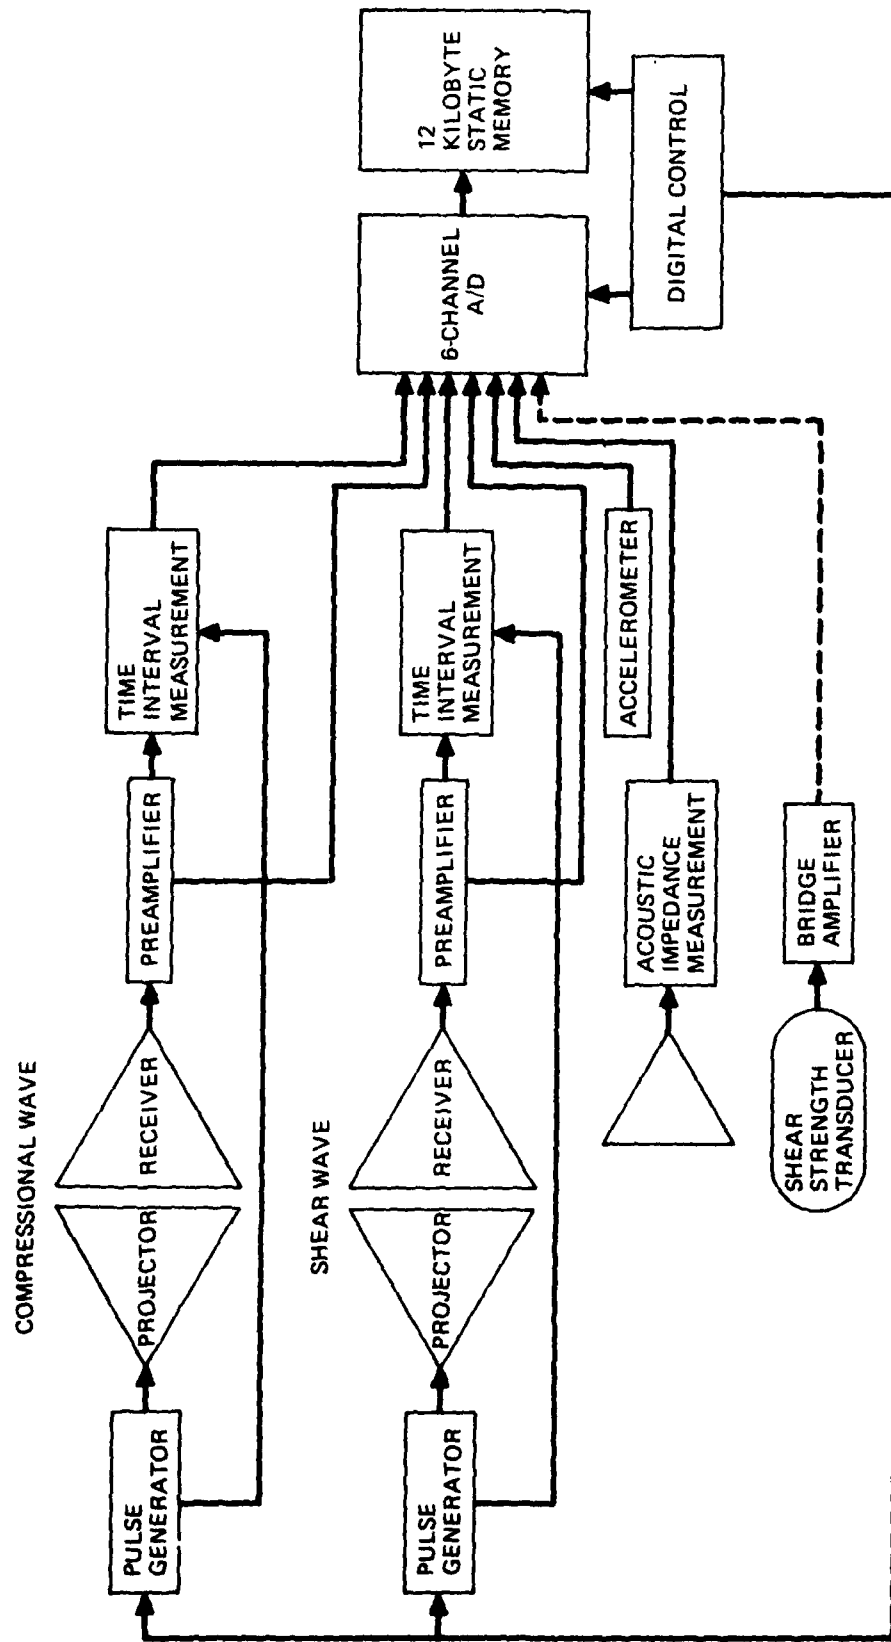 COMPRESSIONAL WAVE
PULSE
GENERATOR
PROJECTOR
RECEIVER
PREAMPLIFIER
TIME
INTERVAL
MEASUREMENT
SHEAR WAVE
PULSE
GENERATOR
PROJECTOR
RECEIVER
PREAMPLIFIER
TIME
INTERVAL
MEASUREMENT
6-CHANNEL
A/D
12
KILOBYTE
STATIC
MEMORY
ACCELEROMETER
ACOUSTIC
IMPEDANCE
MEASUREMENT
DIGITAL CONTROL
SHEAR
STRENGTH
TRANSDUCER
BRIDGE
AMPLIFIER